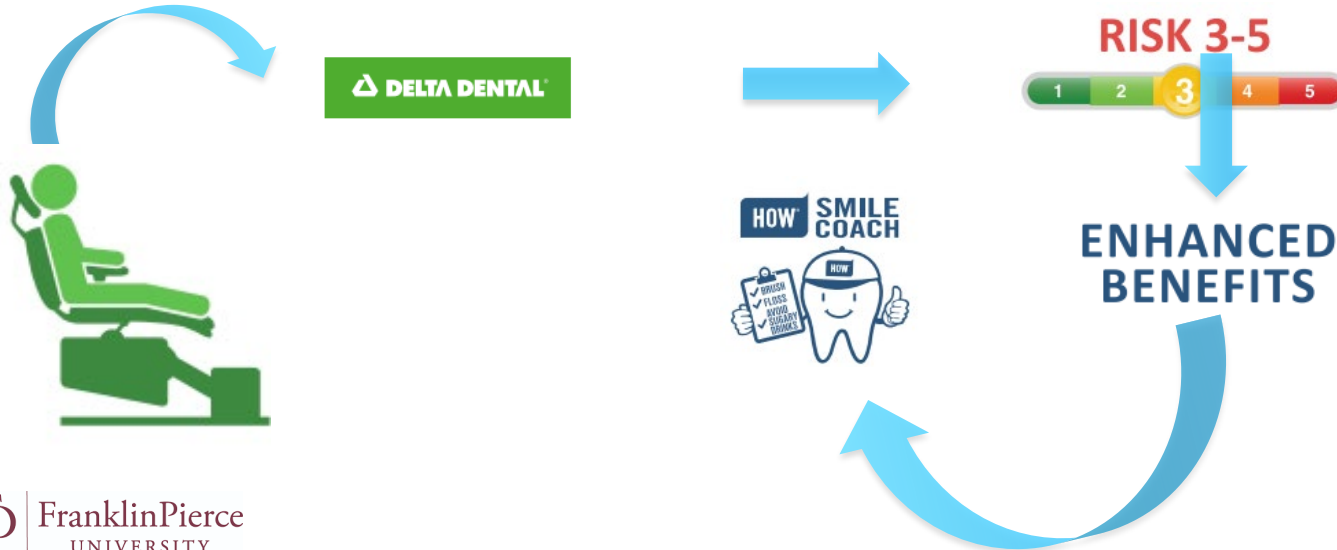 DELTA DENTAL®
RISK 3-5
1 2 3 4 5
HOW® SMILE
COACH
HOW
BRUSH
FLOSS
AVOID
SUGARY
DRINKS
ENHANCED
BENEFITS
FranklinPierce
UNIVERSITY